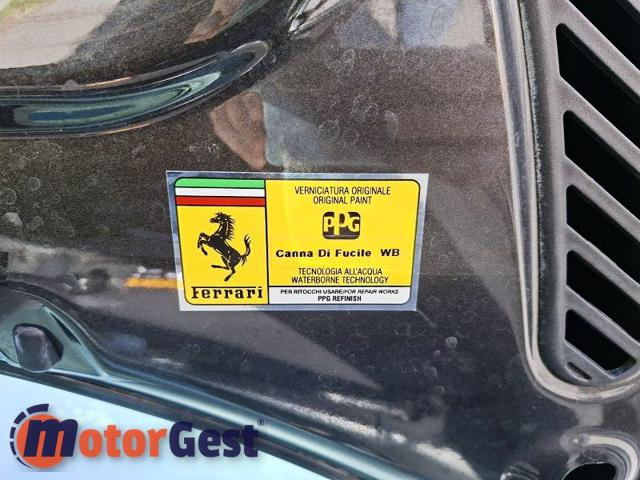 VERNICIATURA ORIGINALE
ORIGINAL PAINT
PPG
Canna Di Fucile WB
TECNOLOGIA ALL'ACQUA
WATERBORNE TECHNOLOGY
Ferrari
PER RITOCCHI USARE/FOR REPAIR WORKS
PPG REFINISH
MotorGest®